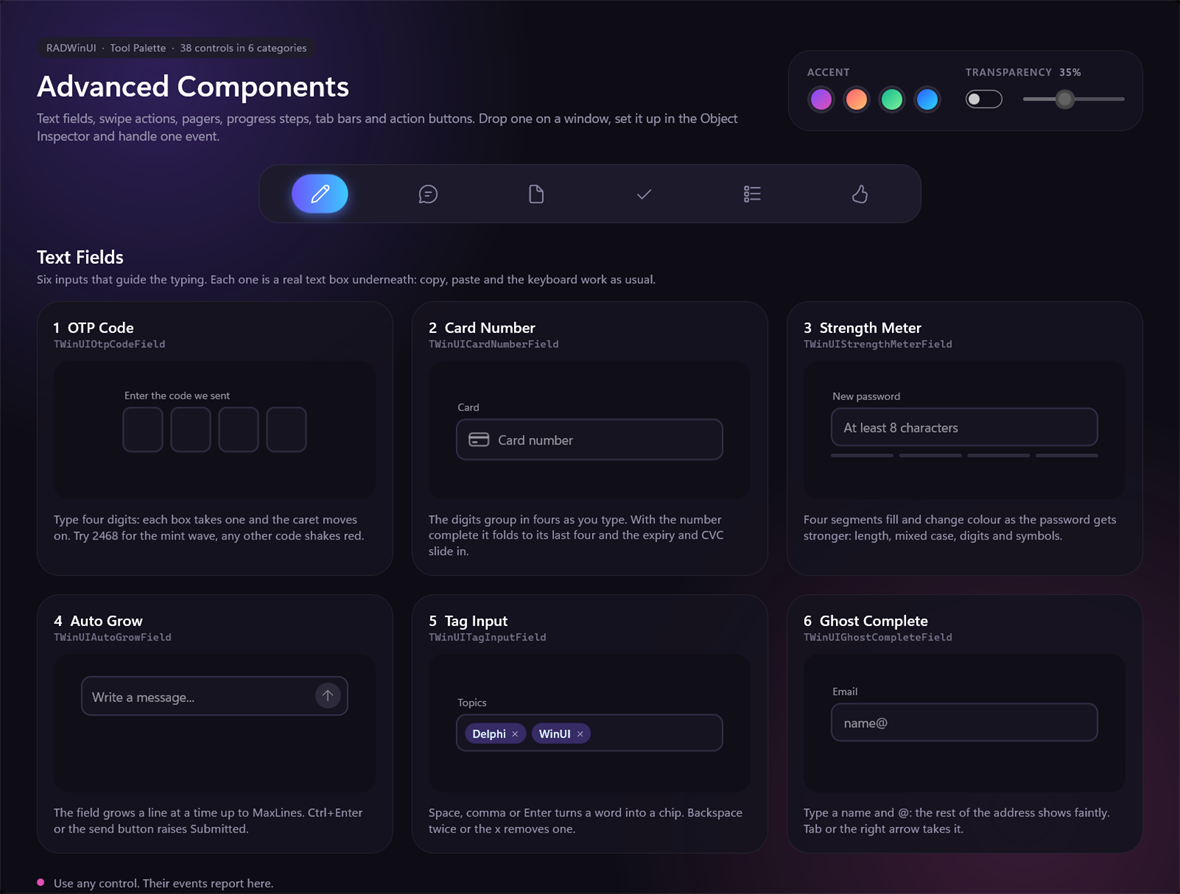 RADWinUI · Tool Palette · 38 controls in 6 categories
Advanced Components
Text fields, swipe actions, pagers, progress steps, tab bars and action buttons. Drop one on a window, set it up in the Object
Inspector and handle one event.
ACCENT
TRANSPARENCY 35%
Text Fields
Six inputs that guide the typing. Each one is a real text box underneath: copy, paste and the keyboard work as usual.
1 OTP Code
TWinUIOtpCodeField
Enter the code we sent
Type four digits: each box takes one and the caret moves
on. Try 2468 for the mint wave, any other code shakes red.
2 Card Number
TWinUICardNumberField
Card
Card number
The digits group in fours as you type. With the number
complete it folds to its last four and the expiry and CVC
slide in.
3 Strength Meter
TWinUIStrengthMeterField
New password
At least 8 characters
Four segments fill and change colour as the password gets
stronger: length, mixed case, digits and symbols.
4 Auto Grow
TWinUIAutoGrowField
Write a message...
The field grows a line at a time up to MaxLines. Ctrl+Enter
or the send button raises Submitted.
5 Tag Input
TWinUITagInputField
Topics
Delphi × WinUI ×
Space, comma or Enter turns a word into a chip. Backspace
twice or the x removes one.
6 Ghost Complete
TWinUIGhostCompleteField
Email
name@
Type a name and @: the rest of the address shows faintly.
Tab or the right arrow takes it.
Use any control. Their events report here.